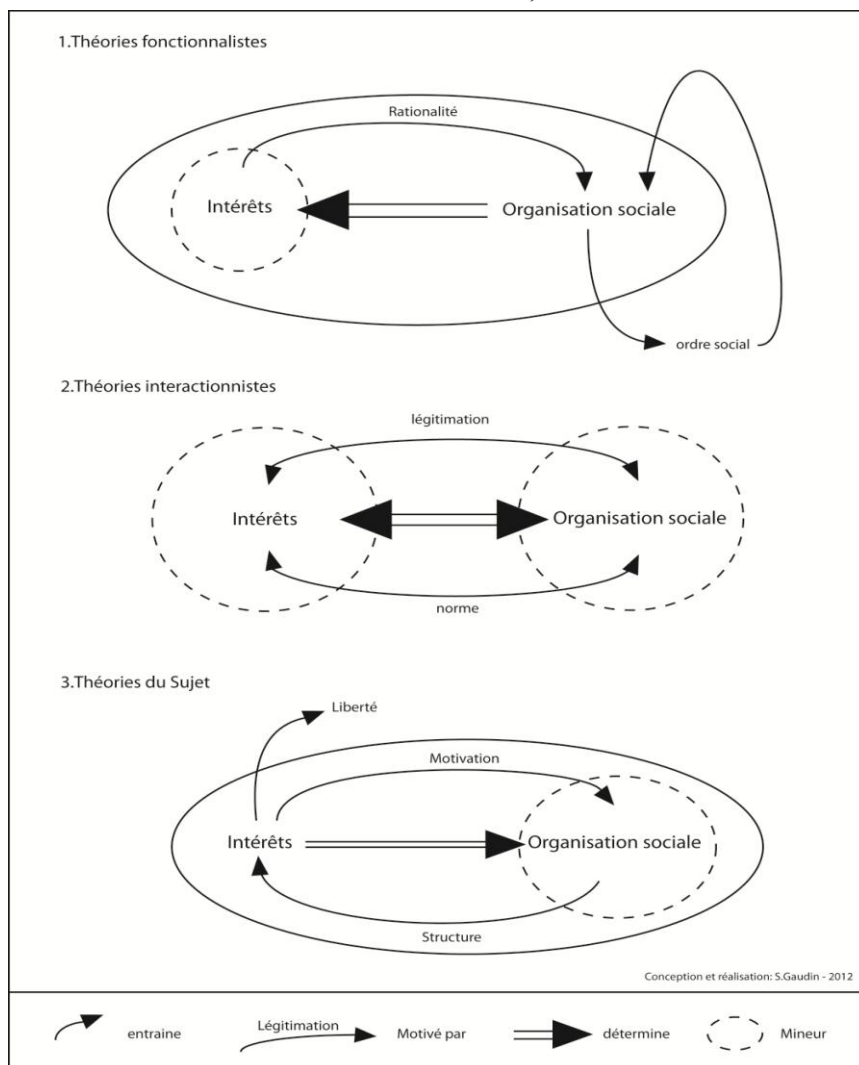 1.Théories fonctionnalistes
Rationalité
Intérêts
Organisation sociale
ordre social
2.Théories interactionnistes
légitimation
Intérêts
Organisation sociale
norme
3.Théories du Sujet
Liberté
Motivation
Intérêts
Organisation sociale
Structure
Conception et réalisation: S.Gaudin - 2012
entraine
Légitimation
Motivé par
détermine
Mineur